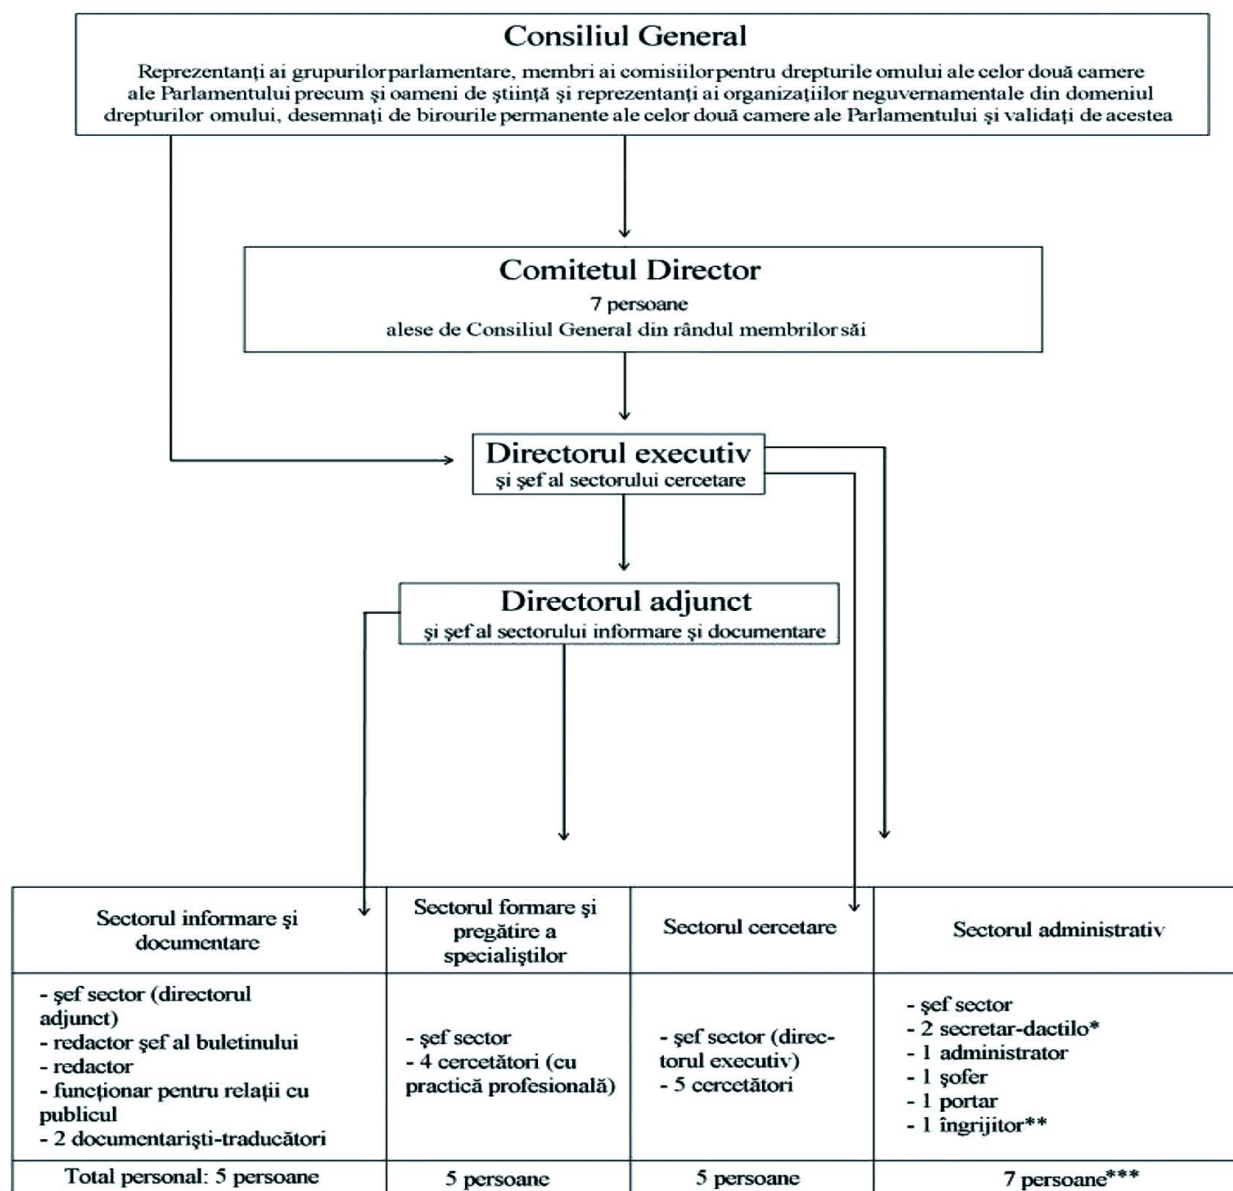 Consiliul General
Reprezentanţi ai grupurilor parlamentare, membri ai comisiilor pentru drepturile omului ale celor două camere
ale Parlamentului precum şi oameni de ştiinţă şi reprezentanţi ai organizaţiilor neguvernamentale din domeniul
drepturilor omului, desemnaţi de birourile permanente ale celor două camere ale Parlamentului şi validaţi de acestea
Comitetul Director
7 persoane
alese de Consiliul General din rândul membrilor săi
Directorul executiv
şi şef al sectorului cercetare
Directorul adjunct
şi şef al sectorului informare şi documentare
Sectorul informare şi
documentare
Sectorul formare şi
pregătire a
specialiştilor
Sectorul cercetare
Sectorul administrativ
- şef sector (directorul
adjunct)
- redactor şef al buletinului
- redactor
- funcţionar pentru relaţii cu
publicul
- 2 documentarişti-traducători
- şef sector
- 4 cercetători (cu
practică profesională)
- şef sector (direc-
torul executiv)
- 5 cercetători
- şef sector
- 2 secretar-dactilo*
- 1 administrator
- 1 şofer
- 1 portar
- 1 îngrijitor**
Total personal: 5 persoane
5 persoane
5 persoane
7 persoane***